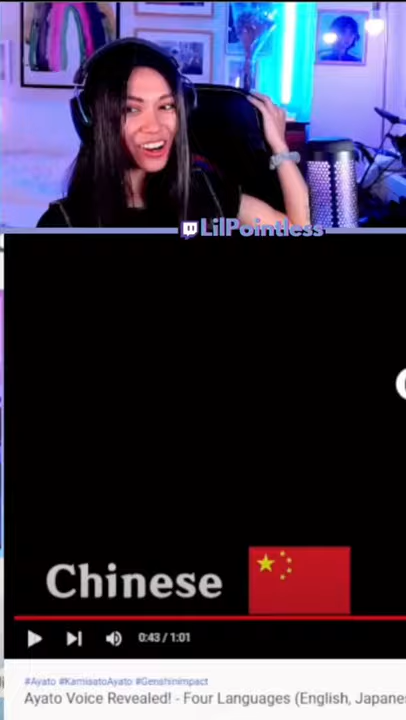 LilPointless
Chinese
0:43 / 1:01
#Ayato #KamisatoAyato #GenshinImpact
Ayato Voice Revealed! - Four Languages (English, Japane